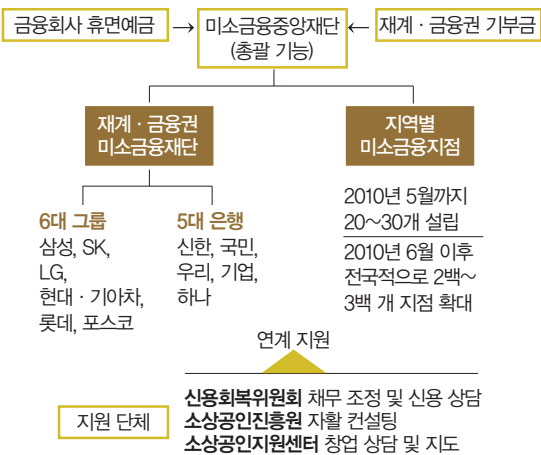 금융회사 휴면예금 → 미소금융중앙재단 ← 재계 · 금융권 기부금
(총괄 기능)
재계 · 금융권
미소금융재단
지역별
미소금융지점
6대 그룹
삼성, SK,
LG,
현대 · 기아차,
롯데, 포스코
5대 은행
신한, 국민,
우리, 기업,
하나
2010년 5월까지
20~30개 설립
2010년 6월 이후
전국적으로 2백~
3백 개 지점 확대
연계 지원
지원 단체
신용회복위원회 채무 조정 및 신용 상담
소상공인진흥원 자활 컨설팅
소상공인지원센터 창업 상담 및 지도